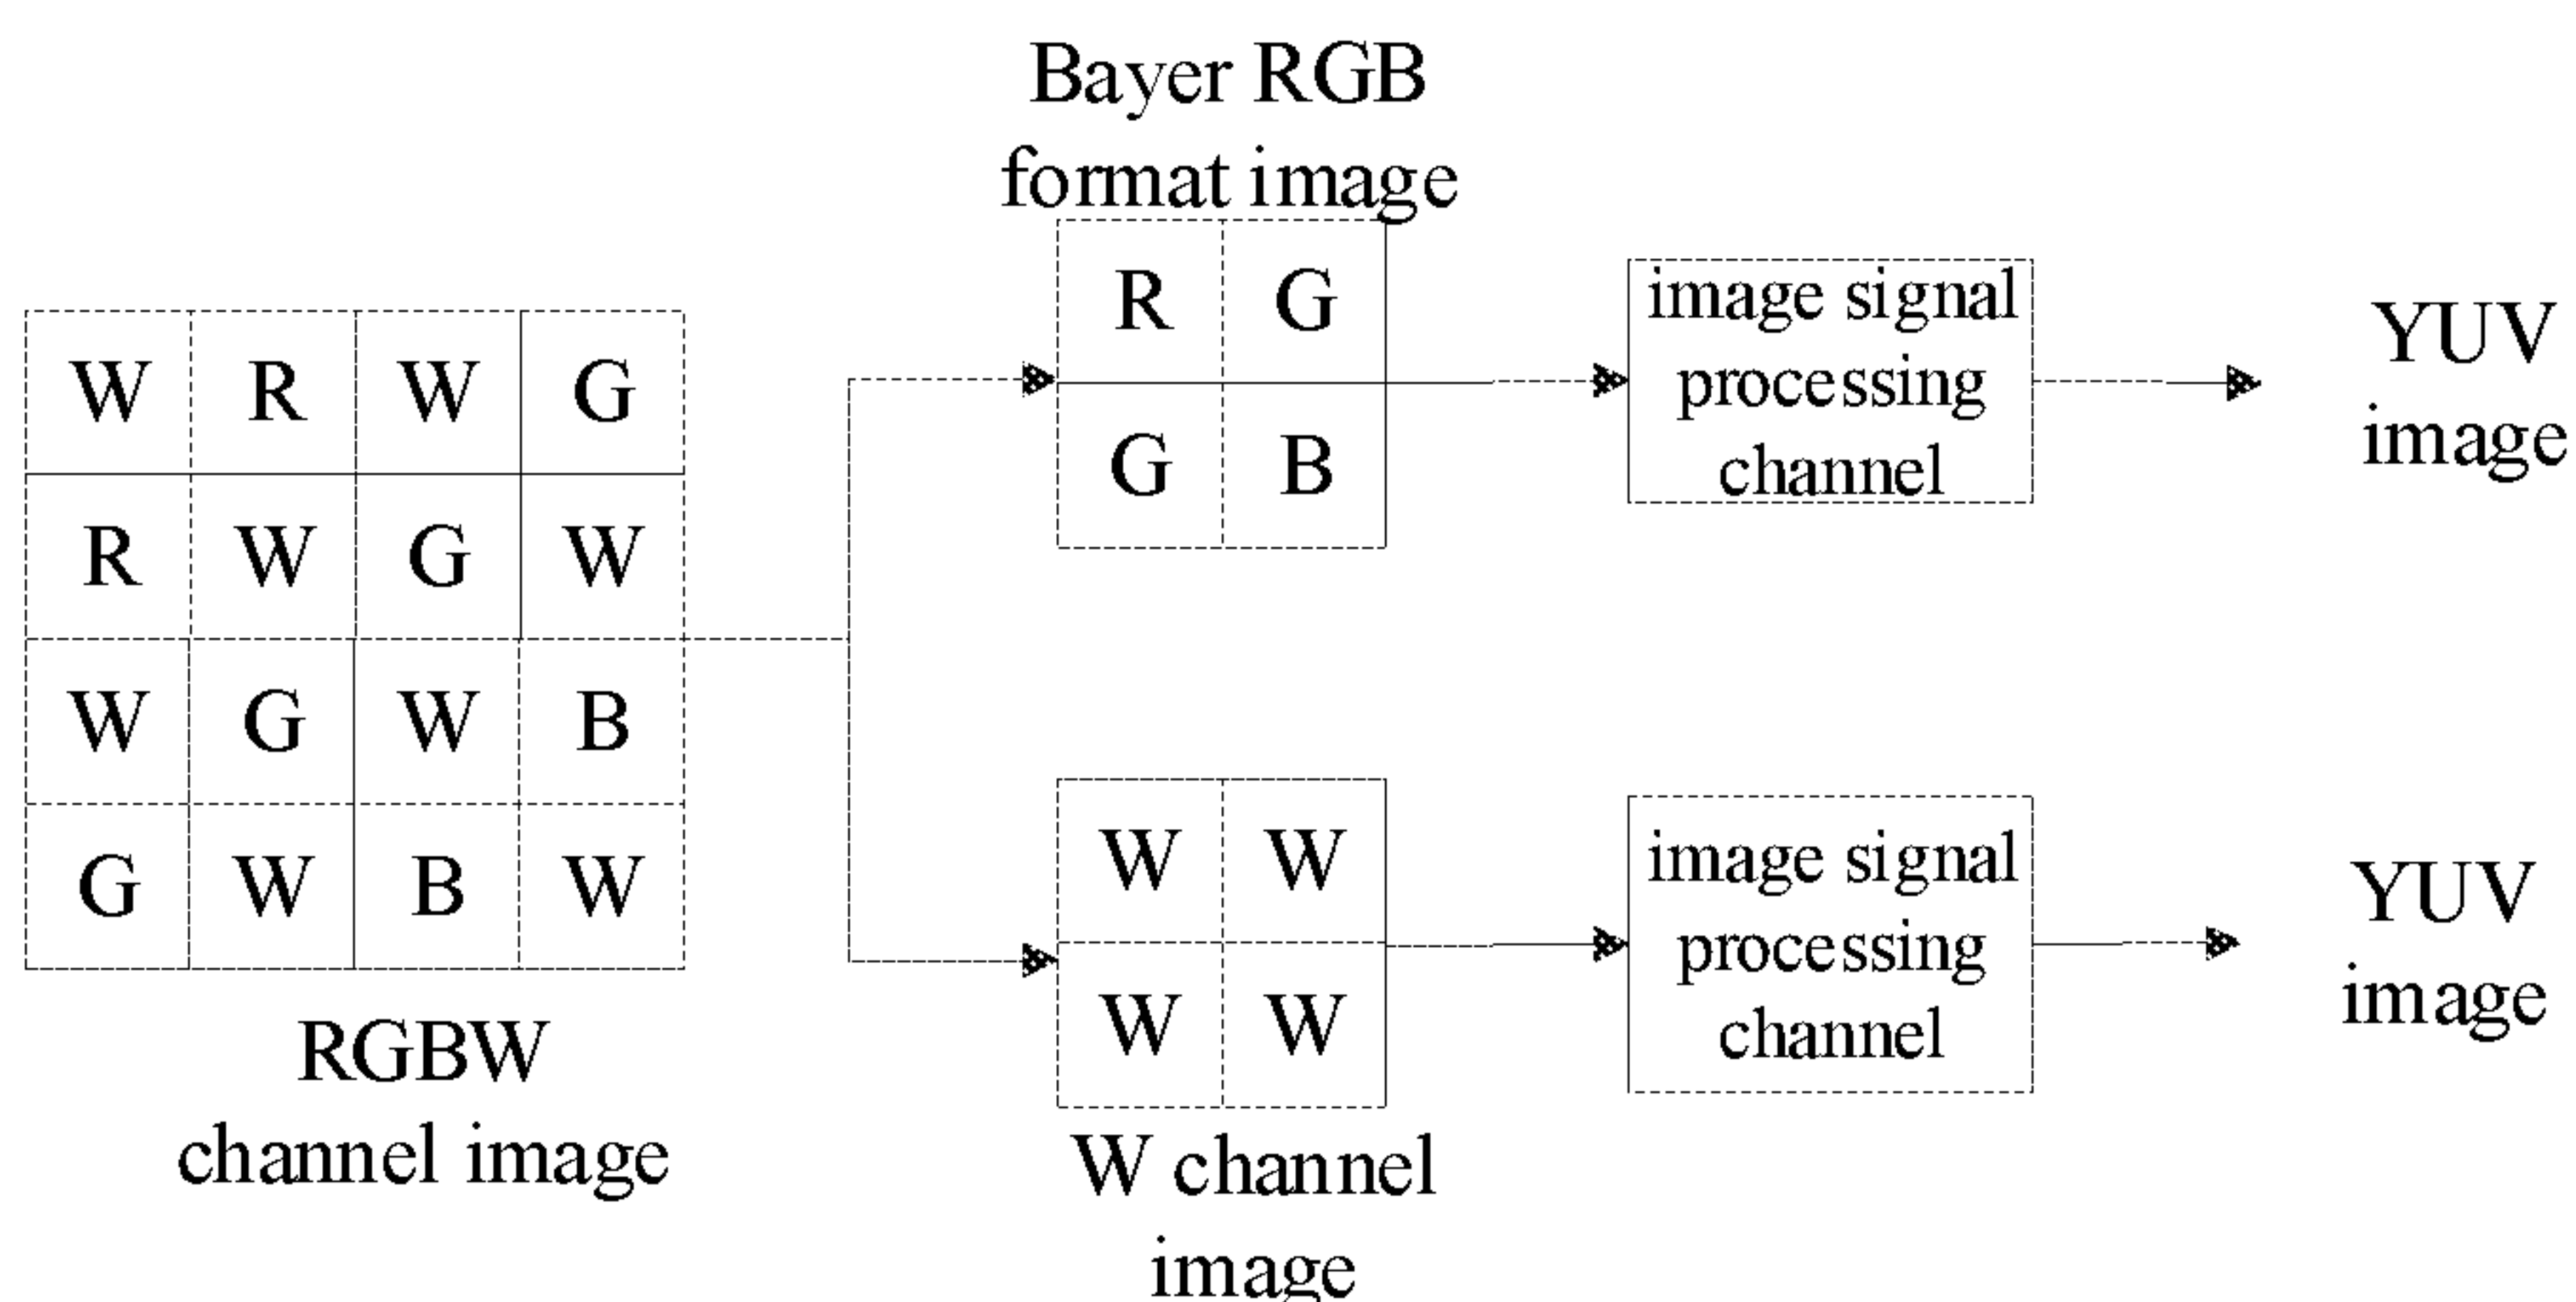 Bayer RGB
format image
R G
G B
image signal
processing
channel
YUV
image
W R W G
R W G W
W G W B
G W B W
RGBW
channel image
W W
W W
W channel
image
image signal
processing
channel
YUV
image